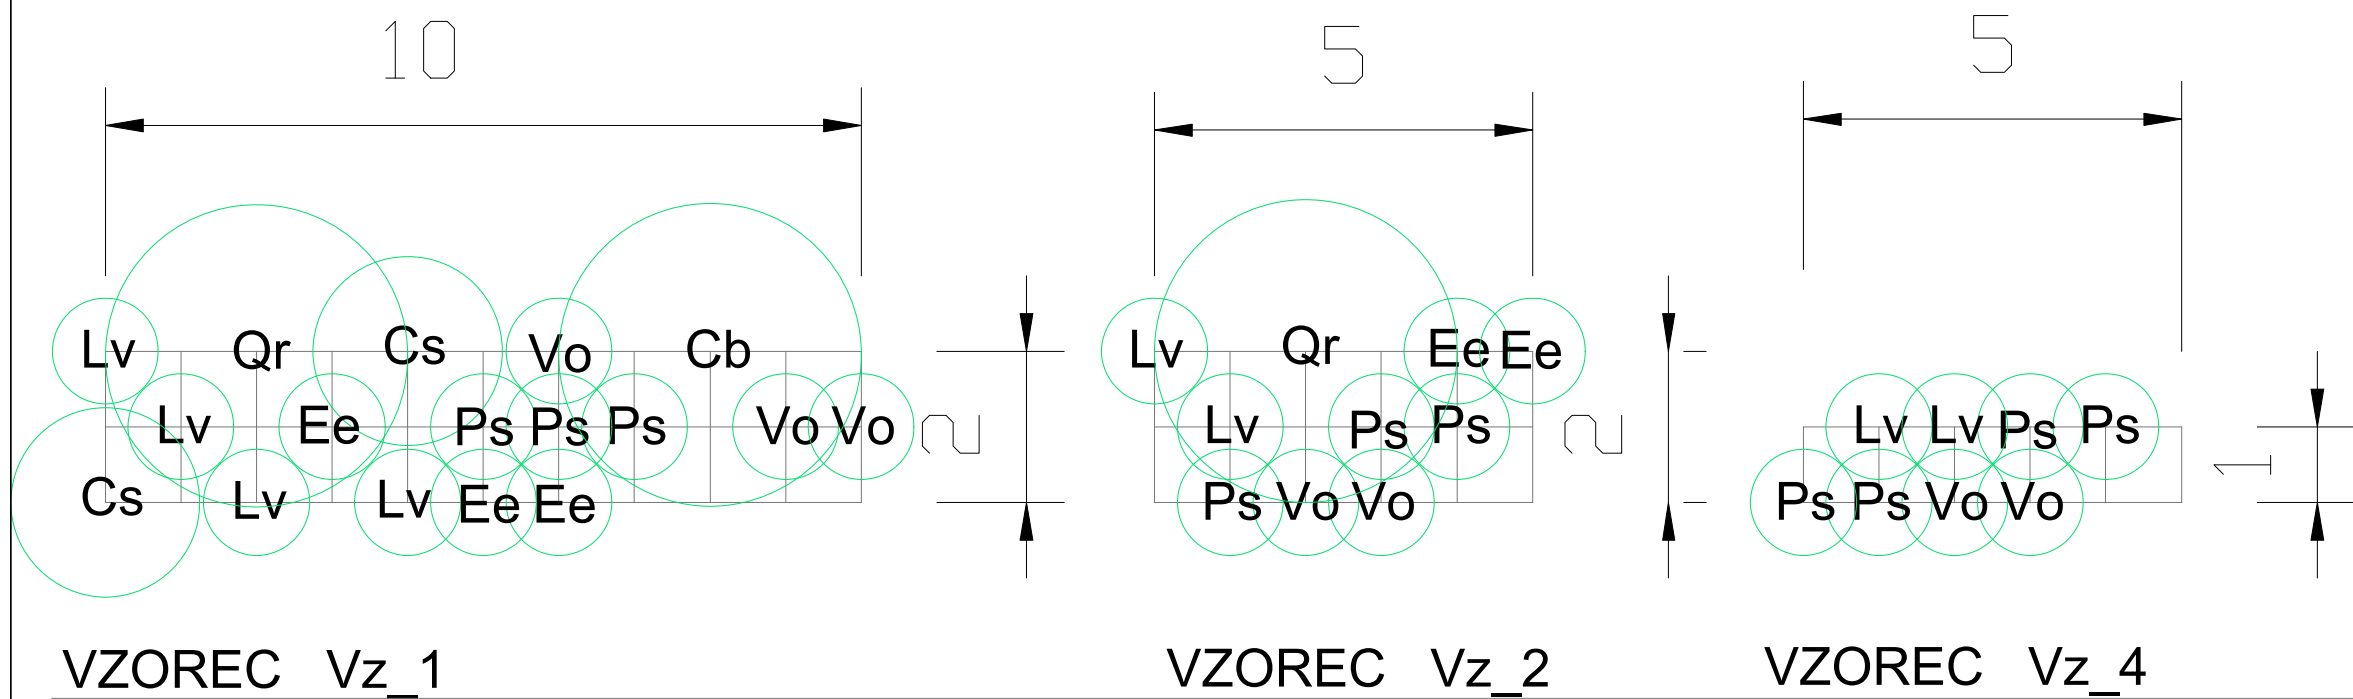 10 5 5
Lv Qr Cs Vo Cb Lv Qr Ee Ee
Lv Ee Ps Ps Ps Vo Vo 2 Lv Ps Ps 2 Lv Lv Ps Ps
Cs Lv Lv Ee Ee Ps Vo Vo Ps Ps Vo Vo 1
VZOREC Vz_1 VZOREC Vz_2 VZOREC Vz_4